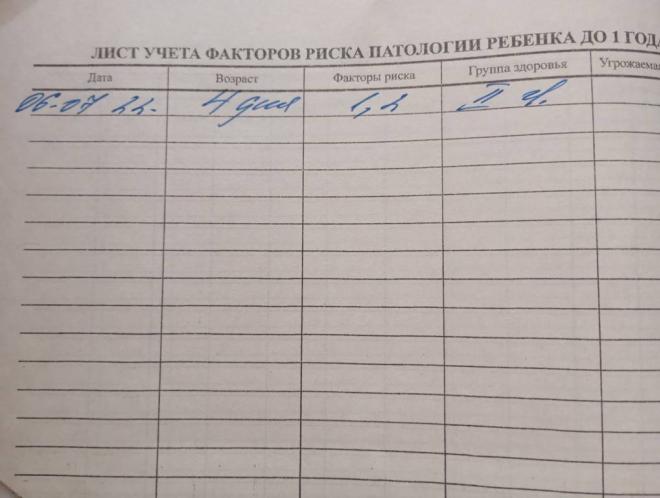 ЛИСТ УЧЕТА ФАКТОРОВ РИСКА ПАТОЛОГИИ РЕБЕНКА ДО 1 ГОДА
Дата Возраст Факторы риска Группа здоровья Угрожаемая
06-07 22. 4 дня 1, 2 II